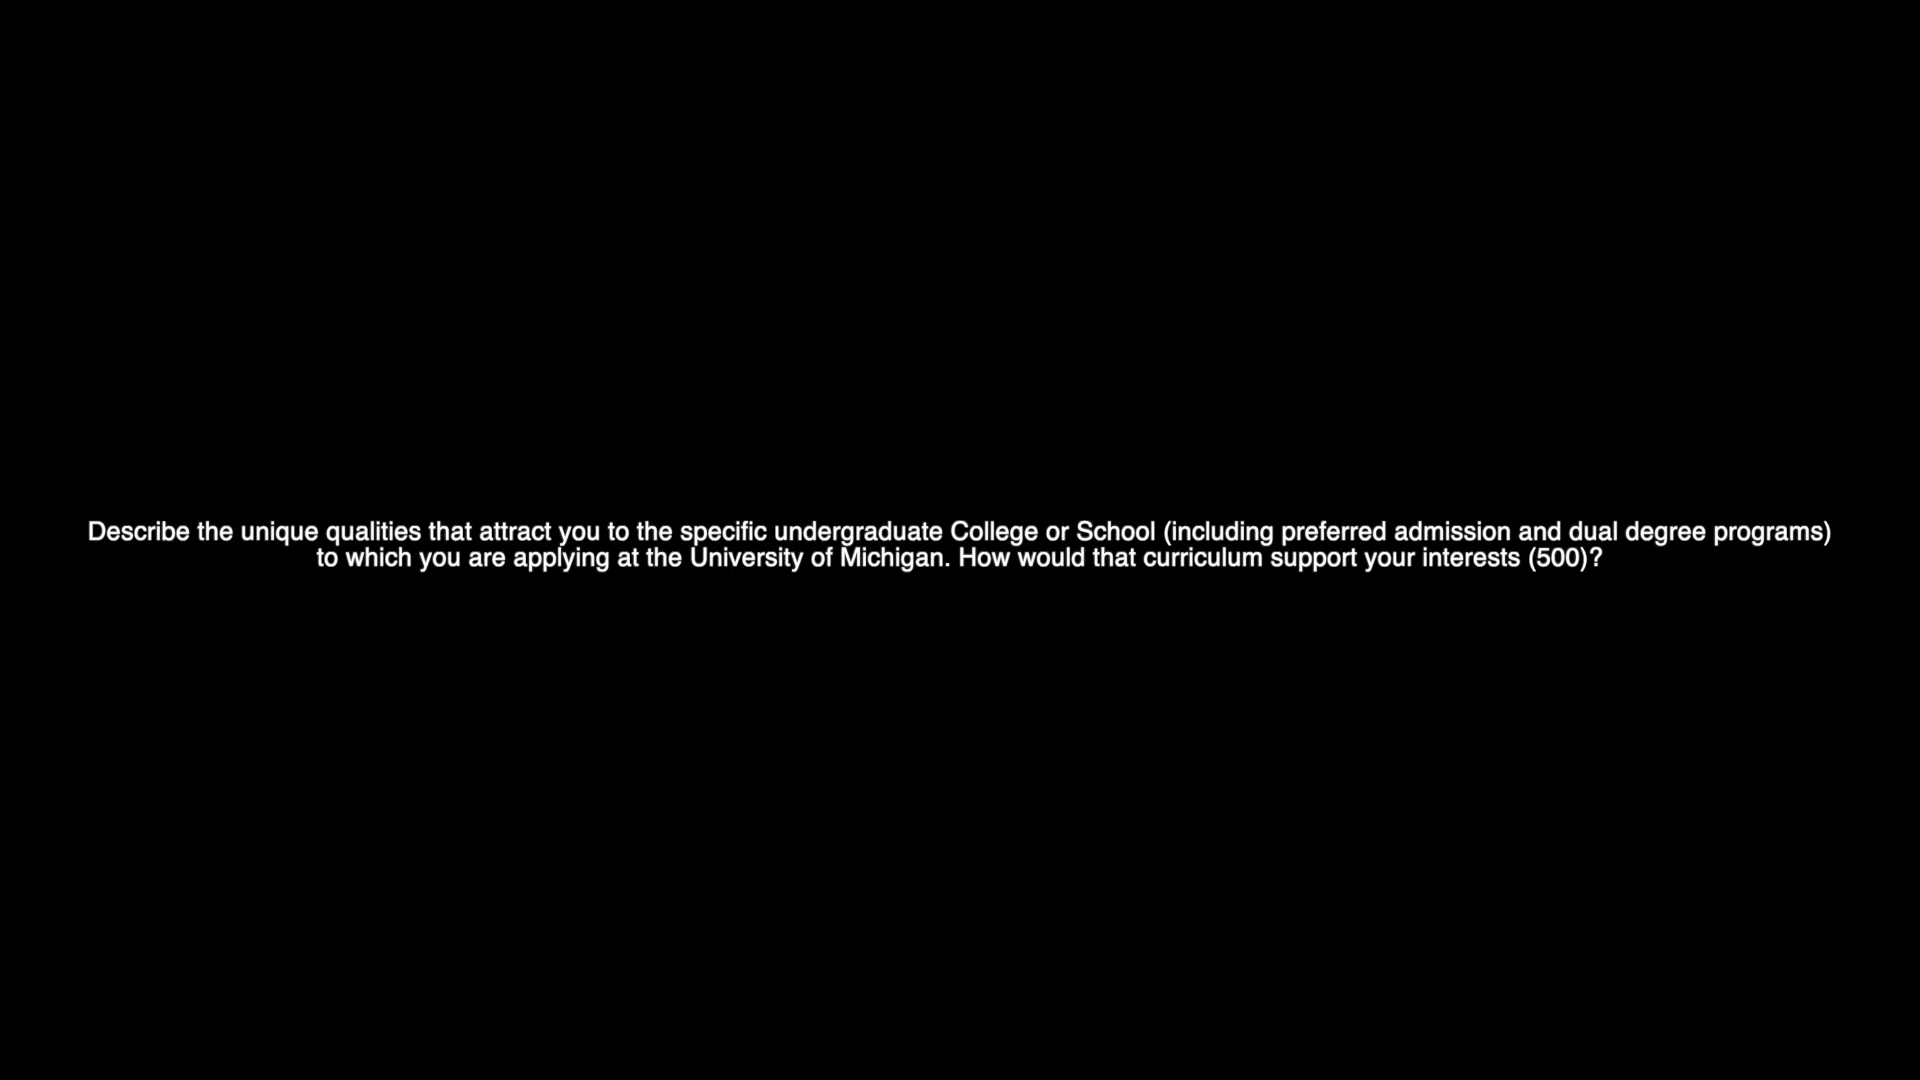 Describe the unique qualities that attract you to the specific undergraduate College or School (including preferred admission and dual degree programs)
to which you are applying at the University of Michigan. How would that curriculum support your interests (500)?